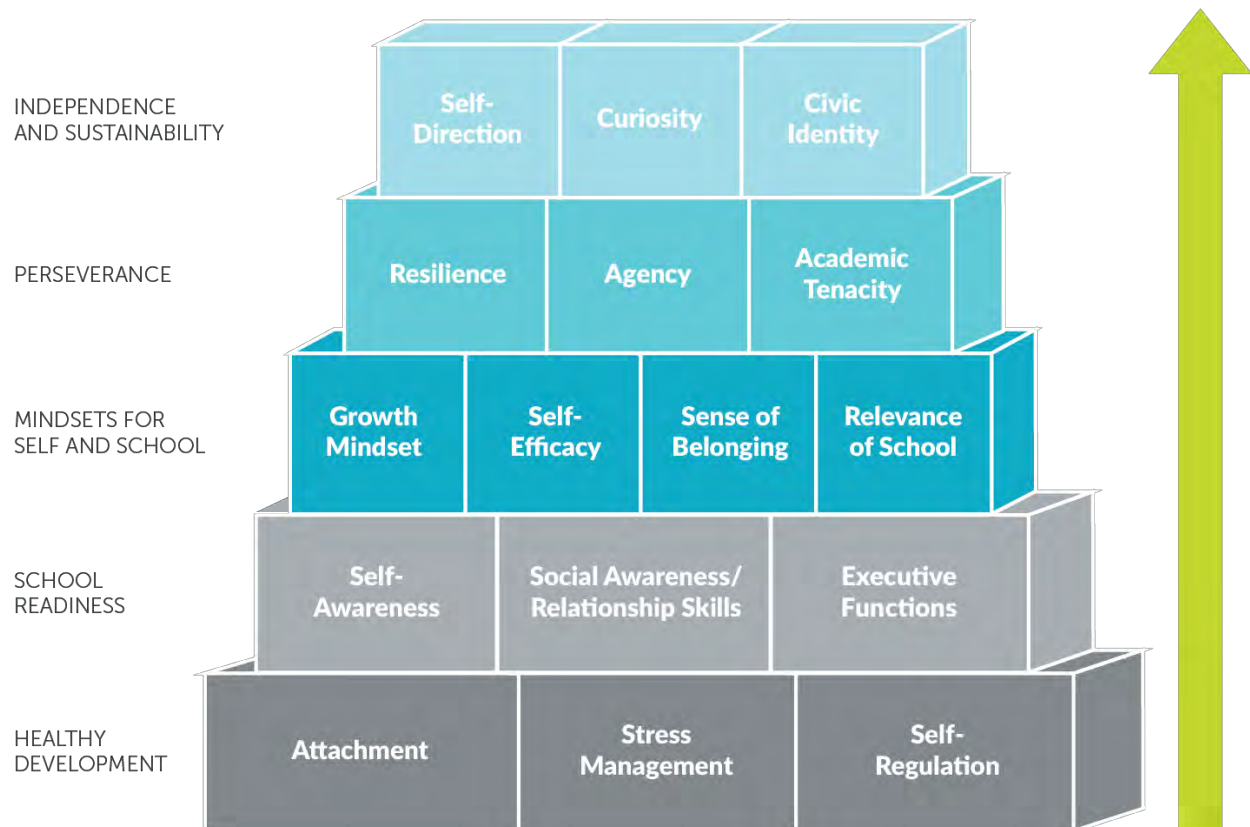 INDEPENDENCE
AND SUSTAINABILITY
Self-
Direction
Curiosity
Civic
Identity
PERSEVERANCE
Resilience
Agency
Academic
Tenacity
MINDSETS FOR
SELF AND SCHOOL
Growth
Mindset
Self-
Efficacy
Sense of
Belonging
Relevance
of School
SCHOOL
READINESS
Self-
Awareness
Social Awareness/
Relationship Skills
Executive
Functions
HEALTHY
DEVELOPMENT
Attachment
Stress
Management
Self-
Regulation